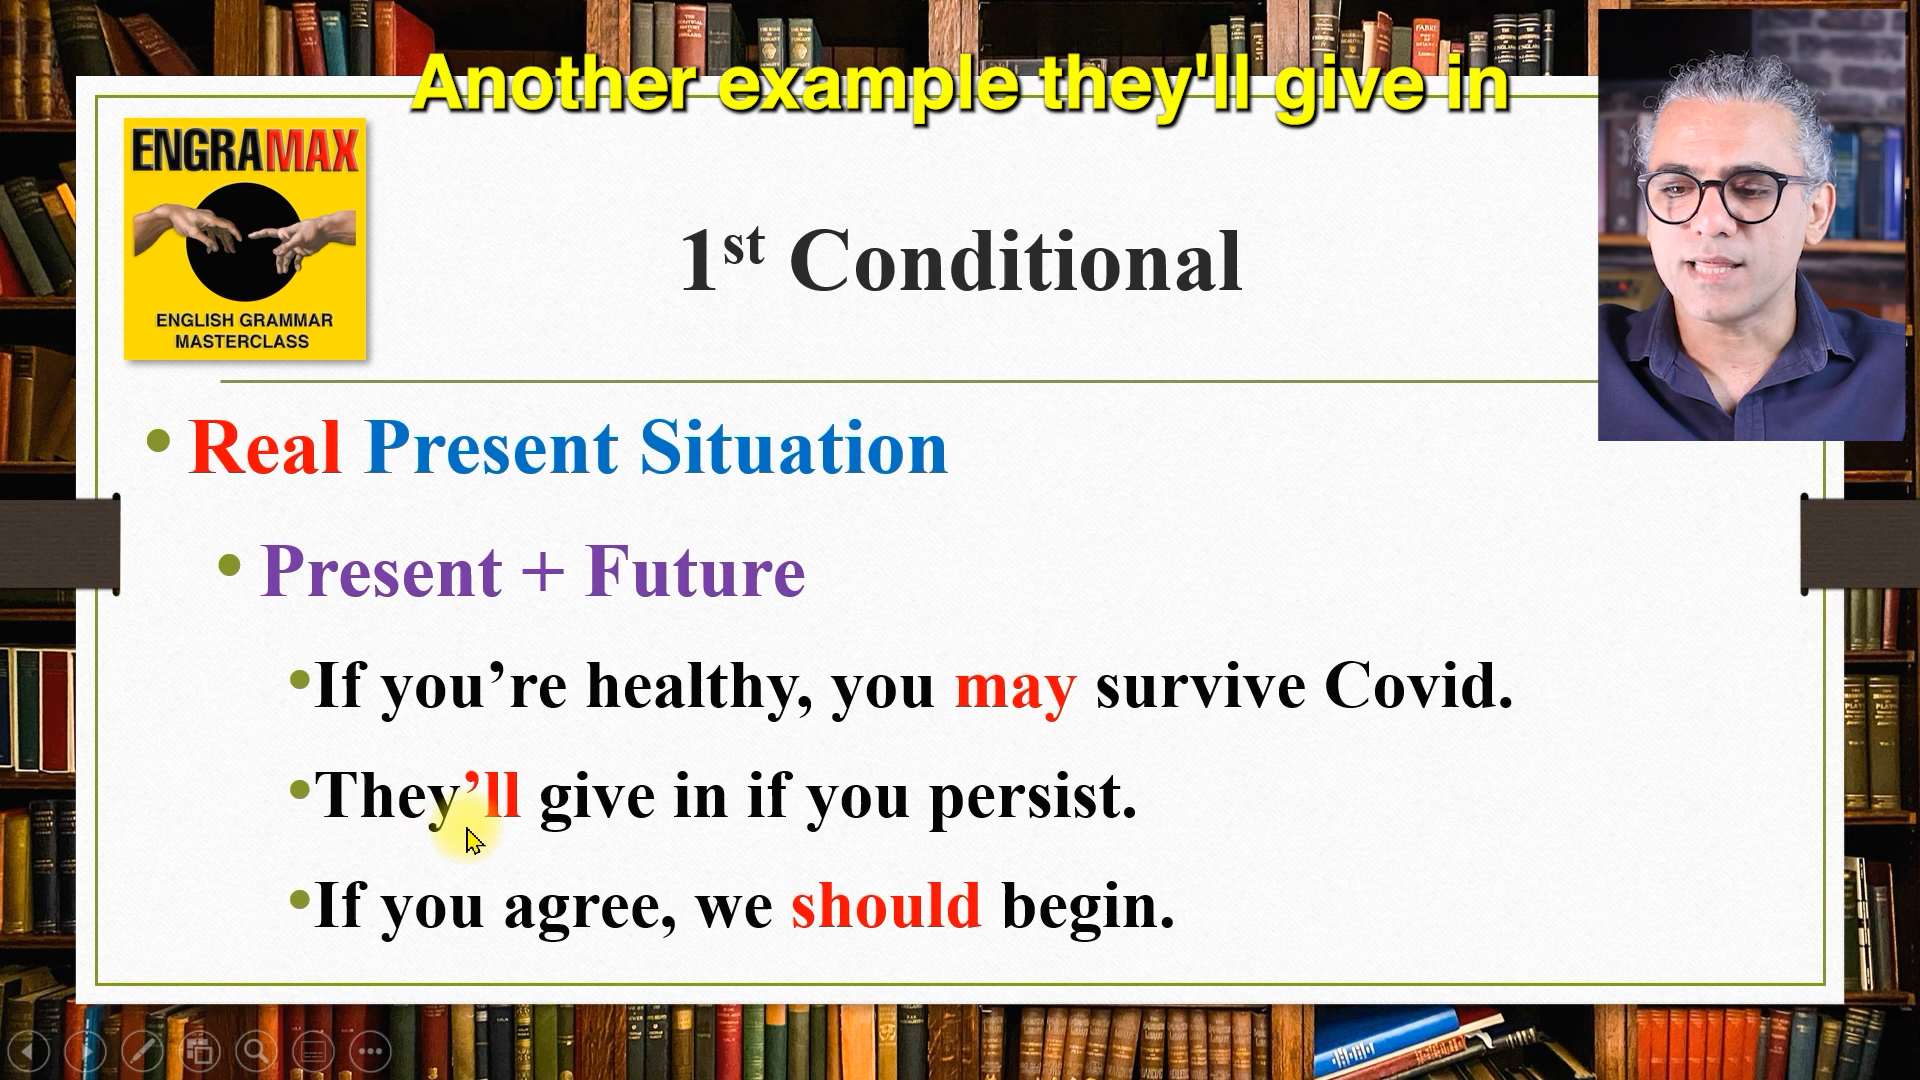 Another example they'll give in
ENGRAMAX
ENGLISH GRAMMAR
MASTERCLASS
1st Conditional
• Real Present Situation
• Present + Future
•If you’re healthy, you may survive Covid.
•They’ll give in if you persist.
•If you agree, we should begin.